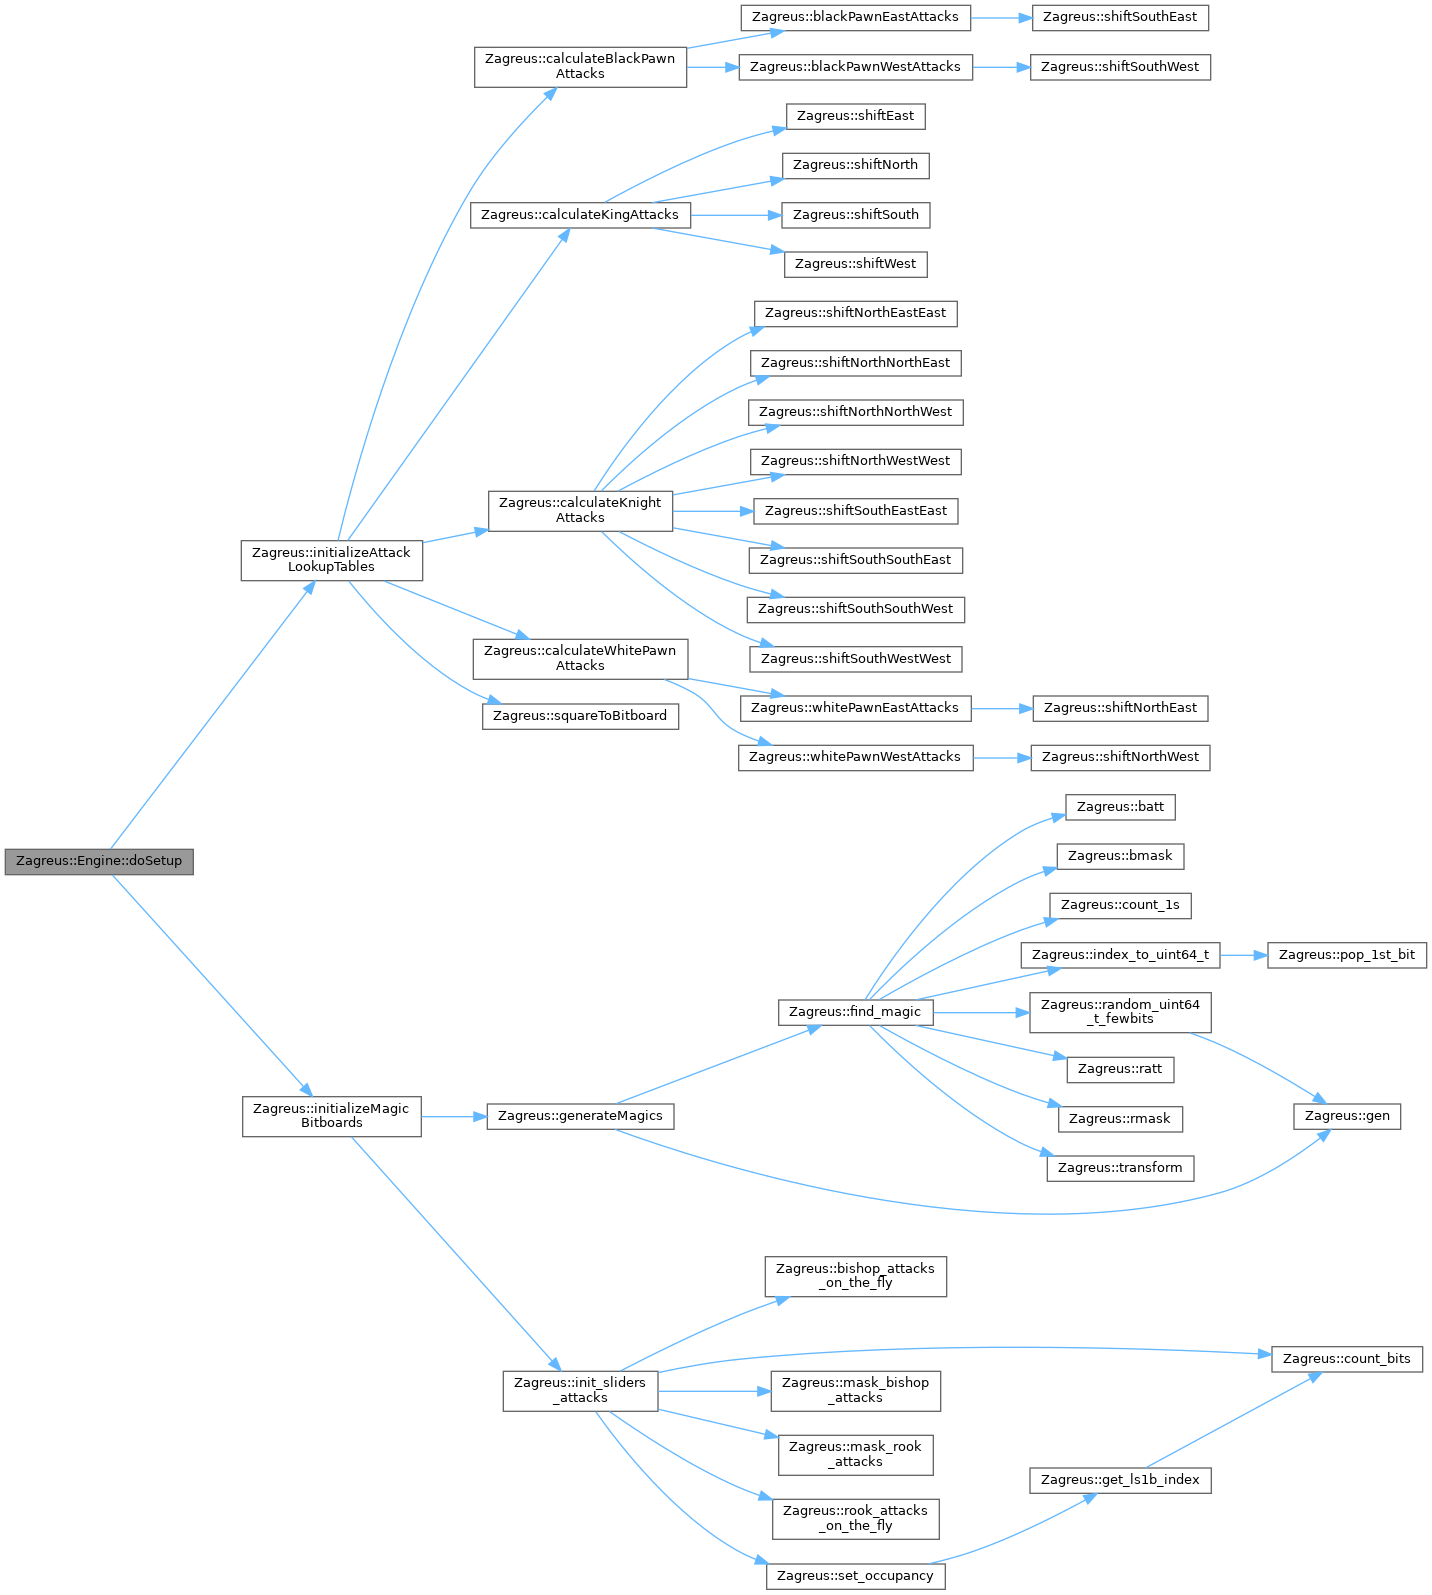 Zagreus::blackPawnEastAttacks
Zagreus::shiftSouthEast
Zagreus::calculateBlackPawn
Attacks
Zagreus::blackPawnWestAttacks
Zagreus::shiftSouthWest
Zagreus::shiftEast
Zagreus::shiftNorth
Zagreus::calculateKingAttacks
Zagreus::shiftSouth
Zagreus::shiftWest
Zagreus::shiftNorthEastEast
Zagreus::shiftNorthNorthEast
Zagreus::shiftNorthNorthWest
Zagreus::shiftNorthWestWest
Zagreus::calculateKnight
Attacks
Zagreus::shiftSouthEastEast
Zagreus::initializeAttack
LookupTables
Zagreus::shiftSouthSouthEast
Zagreus::shiftSouthSouthWest
Zagreus::calculateWhitePawn
Attacks
Zagreus::shiftSouthWestWest
Zagreus::squareToBitboard
Zagreus::whitePawnEastAttacks
Zagreus::shiftNorthEast
Zagreus::whitePawnWestAttacks
Zagreus::shiftNorthWest
Zagreus::batt
Zagreus::Engine::doSetup
Zagreus::bmask
Zagreus::count_1s
Zagreus::index_to_uint64_t
Zagreus::pop_1st_bit
Zagreus::find_magic
Zagreus::random_uint64
_t_fewbits
Zagreus::ratt
Zagreus::initializeMagic
Bitboards
Zagreus::generateMagics
Zagreus::rmask
Zagreus::gen
Zagreus::transform
Zagreus::bishop_attacks
_on_the_fly
Zagreus::count_bits
Zagreus::init_sliders
_attacks
Zagreus::mask_bishop
_attacks
Zagreus::mask_rook
_attacks
Zagreus::get_ls1b_index
Zagreus::rook_attacks
_on_the_fly
Zagreus::set_occupancy